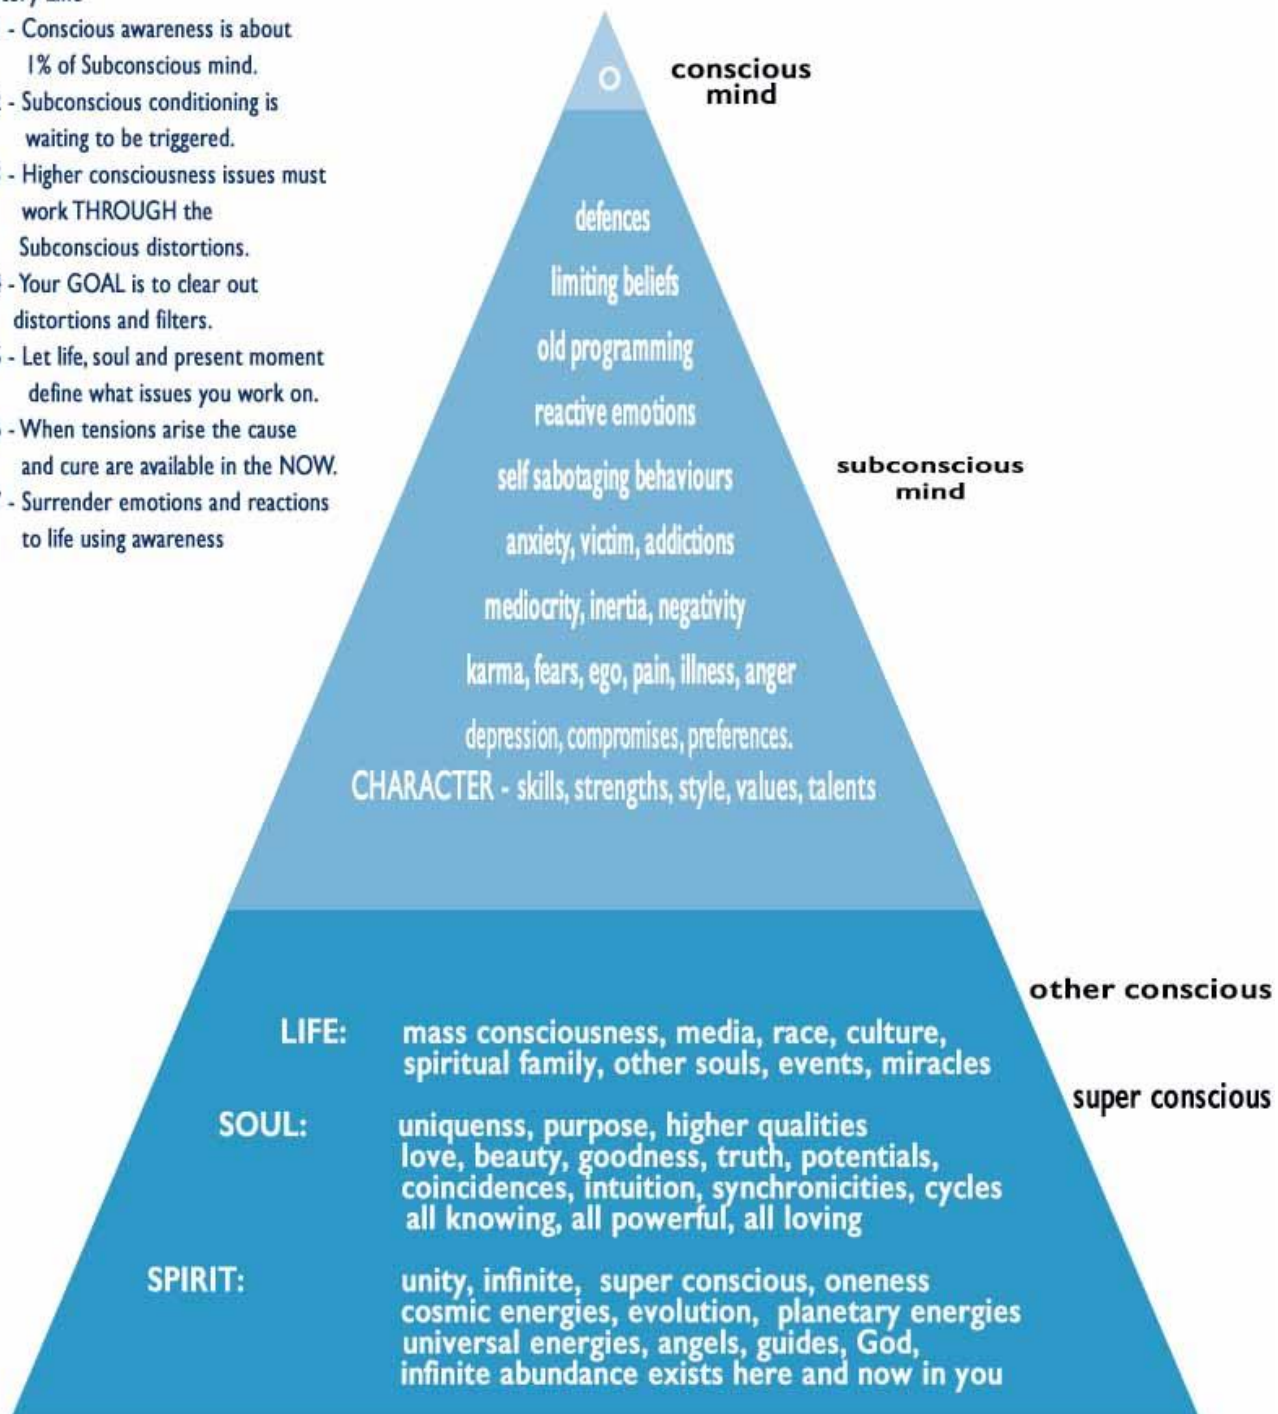 - Conscious awareness is about
1% of Subconscious mind.
- Subconscious conditioning is
waiting to be triggered.
- Higher consciousness issues must
work THROUGH the
Subconscious distortions.
- Your GOAL is to clear out
distortions and filters.
- Let life, soul and present moment
define what issues you work on.
- When tensions arise the cause
and cure are available in the NOW.
- Surrender emotions and reactions
to life using awareness
O
conscious
mind
defences
limiting beliefs
old programming
reactive emotions
self sabotaging behaviours
subconscious
mind
anxiety, victim, addictions
mediocrity, inertia, negativity
karma, fears, ego, pain, illness, anger
depression, compromises, preferences.
CHARACTER - skills, strengths, style, values, talents
other conscious
LIFE: mass consciousness, media, race, culture,
spiritual family, other souls, events, miracles
super conscious
SOUL: uniquenss, purpose, higher qualities
love, beauty, goodness, truth, potentials,
coincidences, intuition, synchronicities, cycles
all knowing, all powerful, all loving
SPIRIT: unity, infinite, super conscious, oneness
cosmic energies, evolution, planetary energies
universal energies, angels, guides, God,
infinite abundance exists here and now in you